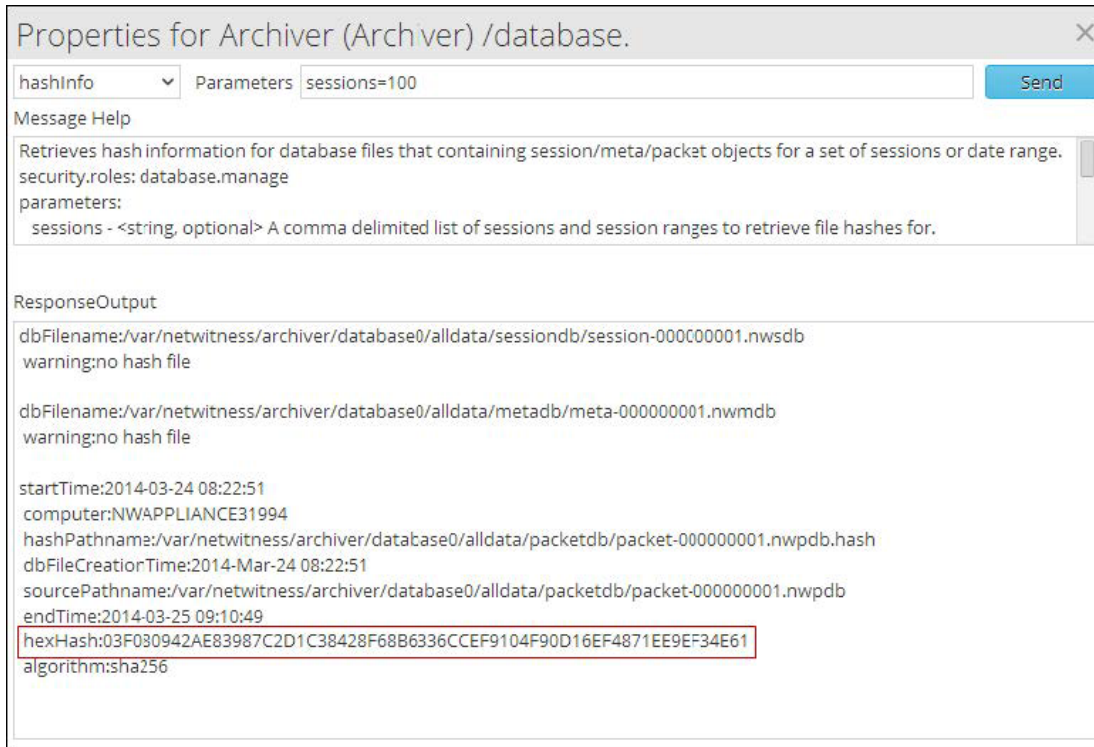 Properties for Archiver (Archiver) /database.
hashInfo Parameters sessions=100 Send
Message Help
Retrieves hash information for database files that containing session/meta/packet objects for a set of sessions or date range.
security.roles: database.manage
parameters:
sessions - <string, optional> A comma delimited list of sessions and session ranges to retrieve file hashes for.
ResponseOutput
dbFilename:/var/netwitness/archiver/database0/alldata/sessiondb/session-000000001.nwsdb
warning:no hash file
dbFilename:/var/netwitness/archiver/database0/alldata/metadb/meta-000000001.nwmdb
warning:no hash file
startTime:2014-03-24 08:22:51
computer:NWAPPLIANCE31994
hashPathname:/var/netwitness/archiver/database0/alldata/packetdb/packet-000000001.nwpdb.hash
dbFileCreationTime:2014-Mar-24 08:22:51
sourcePathname:/var/netwitness/archiver/database0/alldata/packetdb/packet-000000001.nwpdb
endTime:2014-03-25 09:10:49
hexHash:03F080942AE83987C2D1C38428F68B6336CCEF9104F90D16EF4871EE9EF34E61
algorithm:sha256